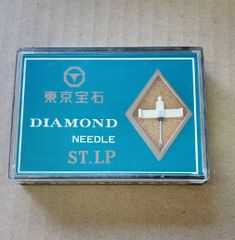 東京宝石
DIAMOND
NEEDLE
ST.LP